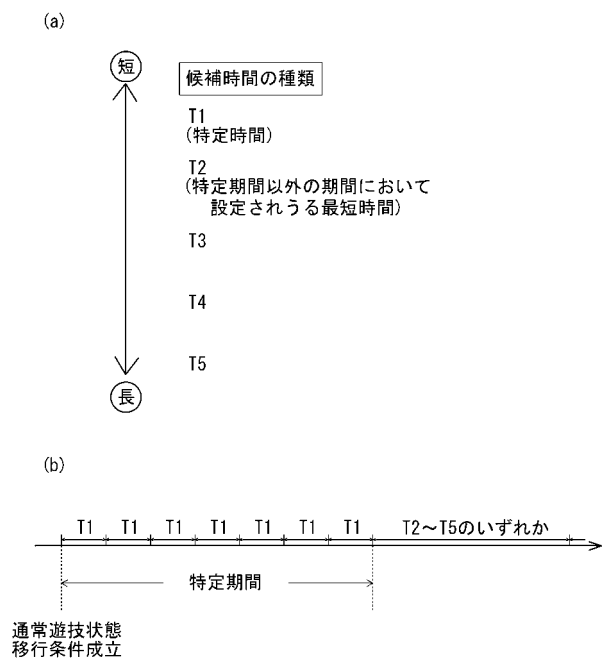 (a)
短
候補時間の種類
T1
(特定時間)
T2
(特定期間以外の期間において
設定されうる最短時間)
T3
T4
T5
長
(b)
T1 T1 T1 T1 T1 T1 T1 T2～T5のいずれか
特定期間
通常遊技状態
移行条件成立